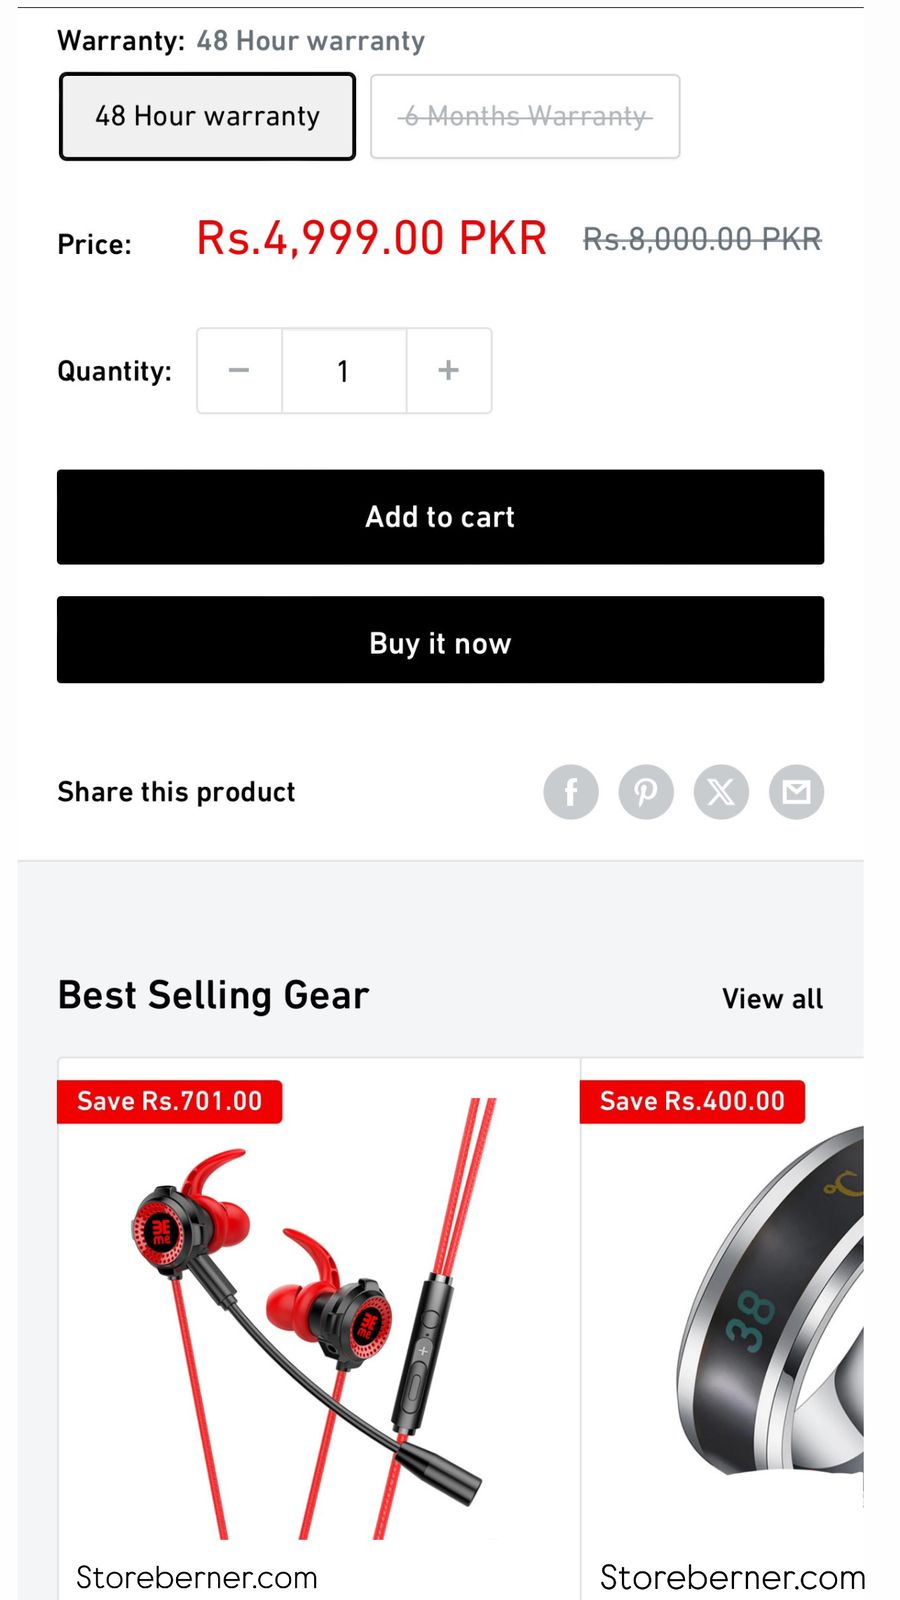 Warranty: 48 Hour warranty
48 Hour warranty
6 Months Warranty
Price: Rs.4,999.00 PKR Rs.8,000.00 PKR
Quantity: − 1 +
Add to cart
Buy it now
Share this product
Best Selling Gear View all
Save Rs.701.00
Save Rs.400.00
38
Storeberner.com
Storeberner.com